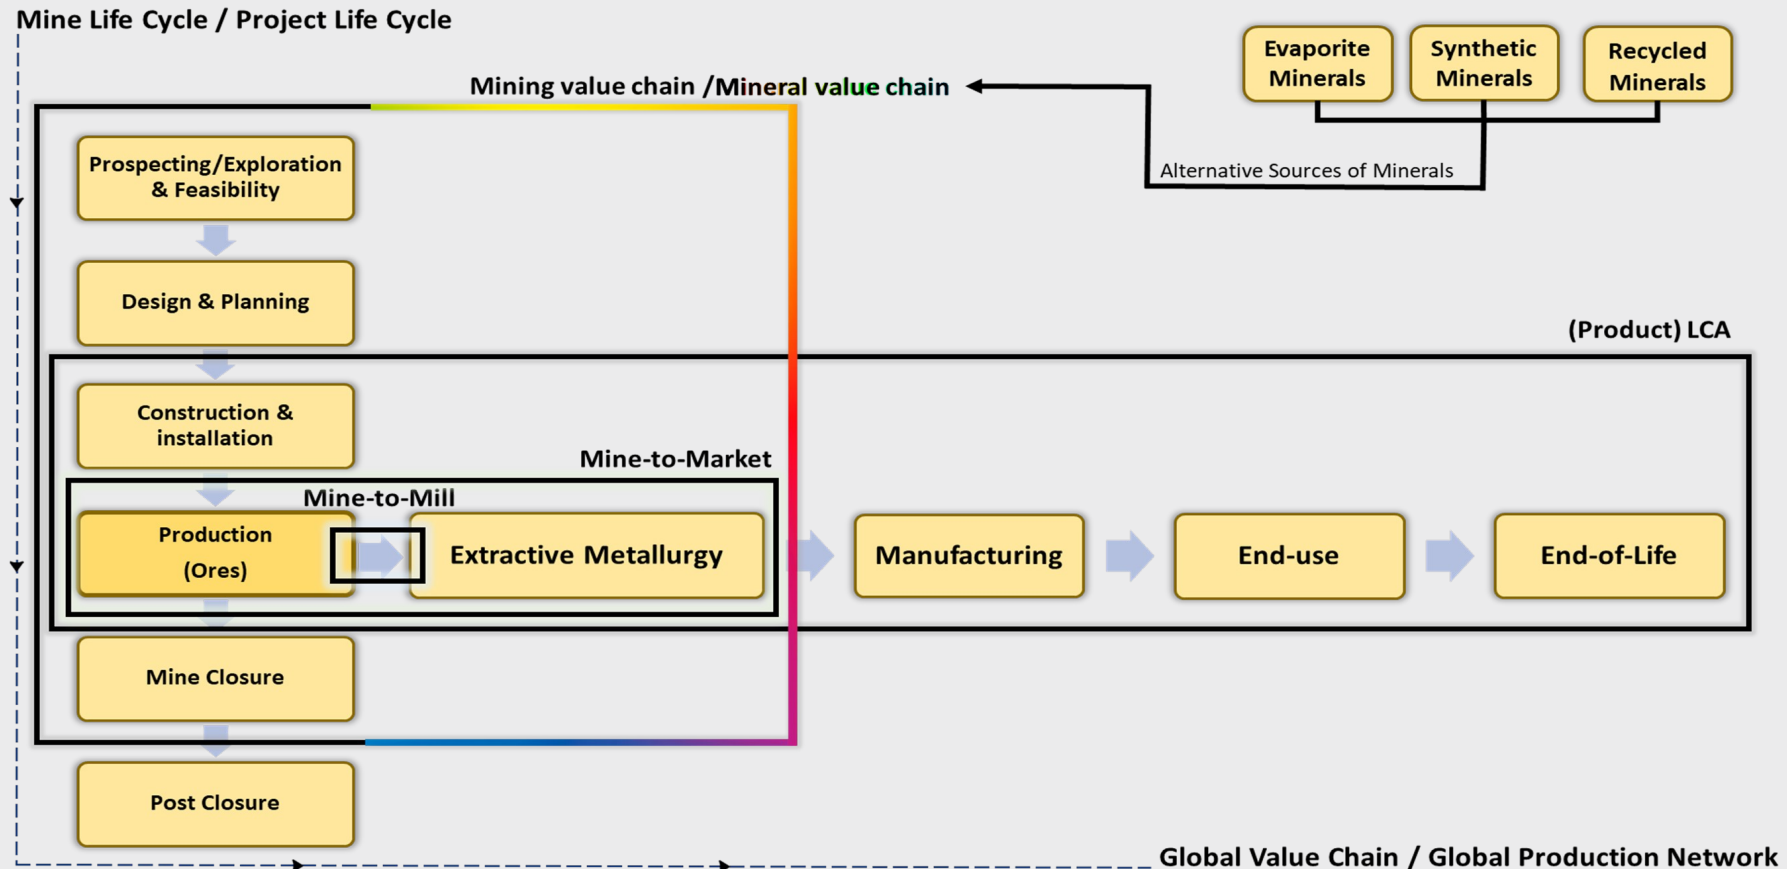 Mine Life Cycle / Project Life Cycle
Evaporite
Minerals
Synthetic
Minerals
Recycled
Minerals
Mining value chain /Mineral value chain
Alternative Sources of Minerals
Prospecting/Exploration
& Feasibility
Design & Planning
(Product) LCA
Construction &
installation
Mine-to-Market
Mine-to-Mill
Production
(Ores)
Extractive Metallurgy
Manufacturing
End-use
End-of-Life
Mine Closure
Post Closure
Global Value Chain / Global Production Network